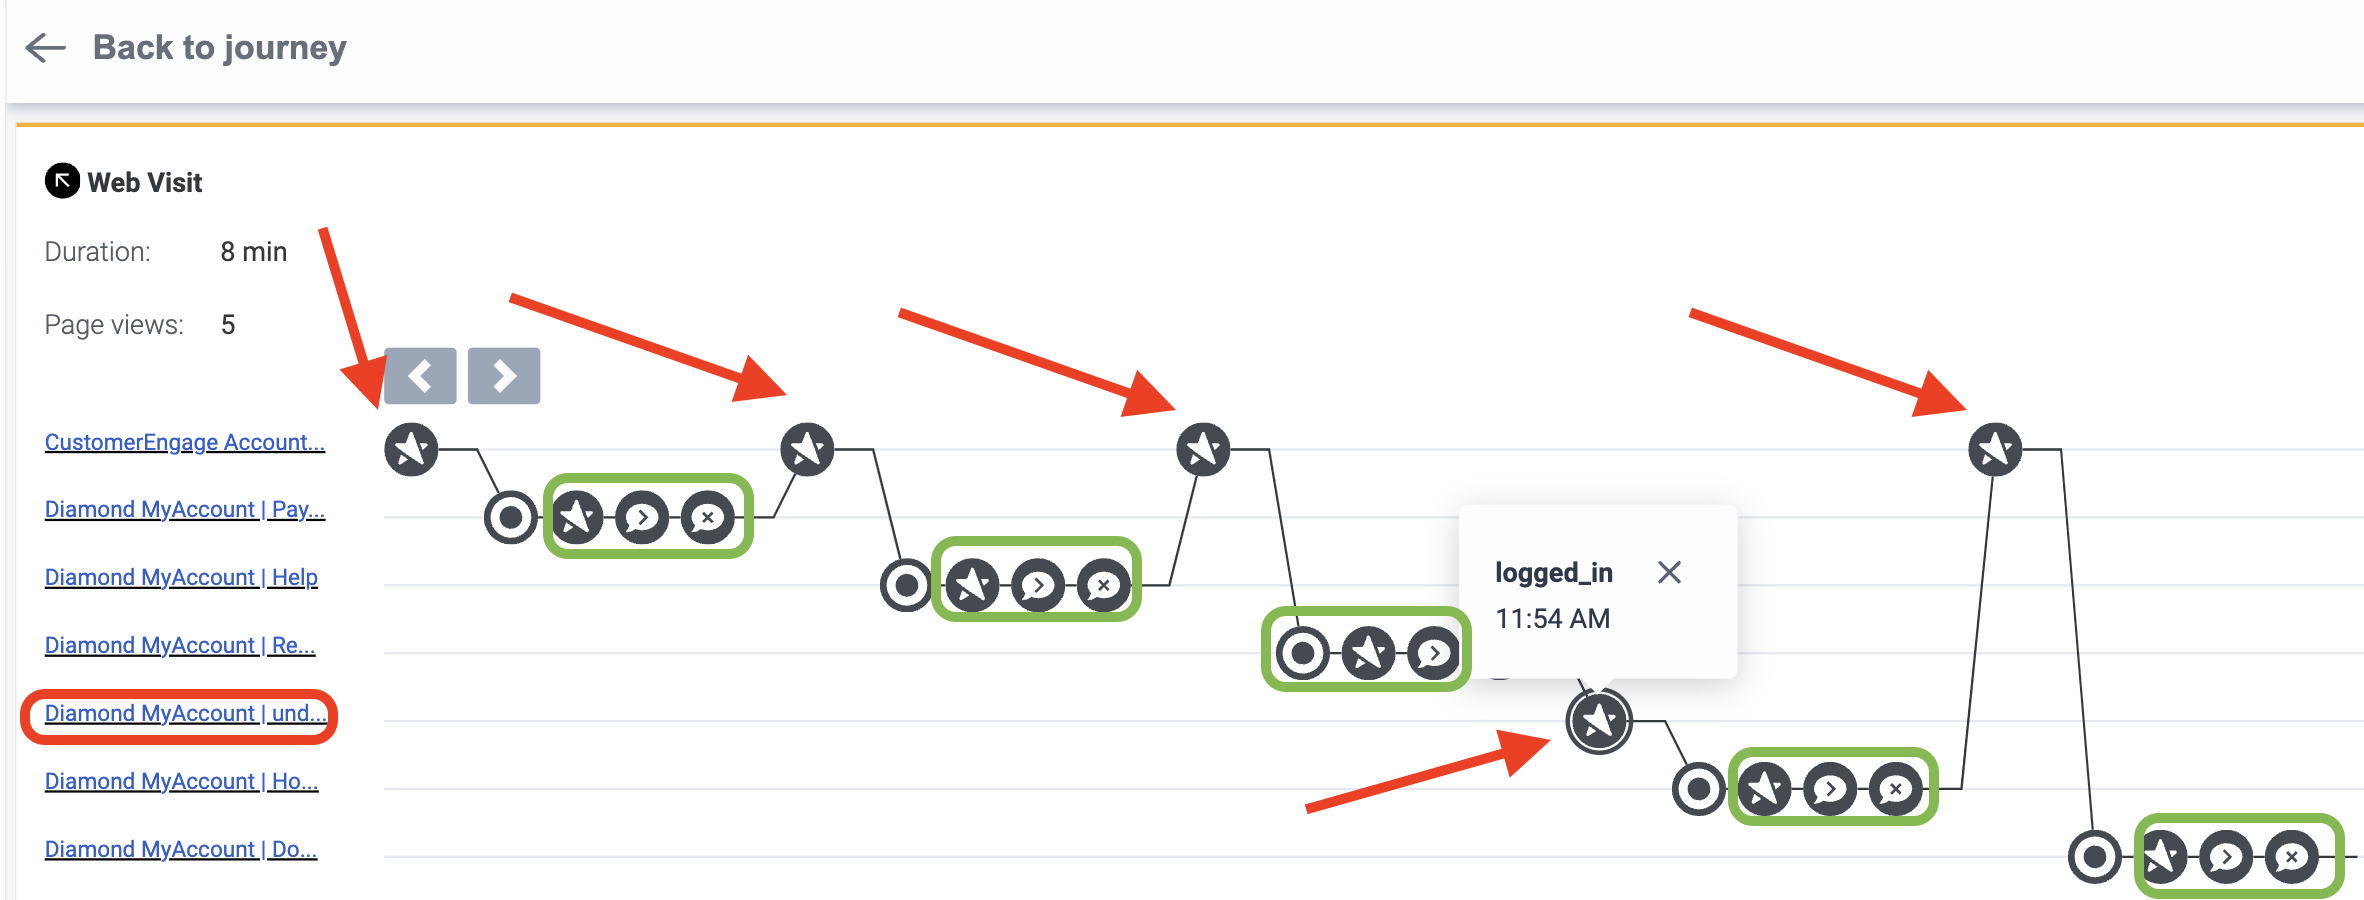 Back to journey
Web Visit
Duration: 8 min
Page views: 5
CustomerEngage Account...
Diamond MyAccount | Pay...
Diamond MyAccount | Help
logged_in
11:54 AM
Diamond MyAccount | Re...
Diamond MyAccount | und...
Diamond MyAccount | Ho...
Diamond MyAccount | Do...